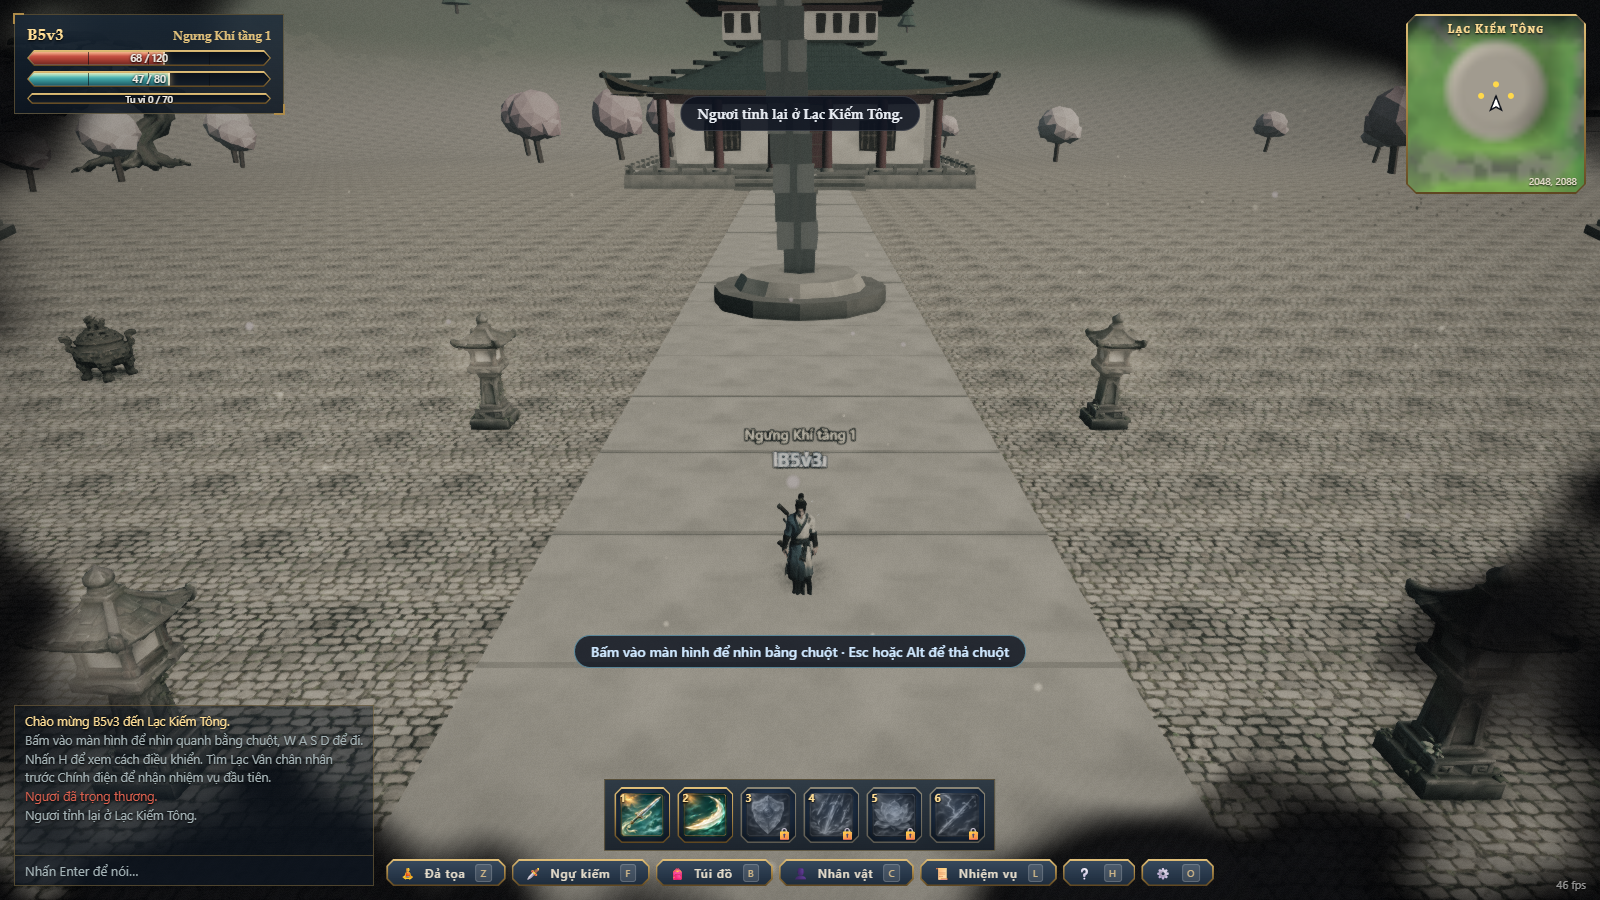 B5v3
Ngưng Khí tầng 1
68 / 120
47 / 80
Tu vi 0 / 70
Lạc Kiếm Tông
2048, 2088
Ngươi tỉnh lại ở Lạc Kiếm Tông.
Ngưng Khí tầng 1
B5v3
Bấm vào màn hình để nhìn bằng chuột · Esc hoặc Alt để thả chuột
Chào mừng B5v3 đến Lạc Kiếm Tông.
Bấm vào màn hình để nhìn quanh bằng chuột, W A S D để đi.
Nhấn H để xem cách điều khiển. Tìm Lạc Vân chân nhân
trước Chính điện để nhận nhiệm vụ đầu tiên.
Ngươi đã trọng thương.
Ngươi tỉnh lại ở Lạc Kiếm Tông.
Nhấn Enter để nói...
1 2 3 4 5 6
Đả tọa Z Ngự kiếm F Túi đồ B Nhân vật C Nhiệm vụ L ? H O
46 fps